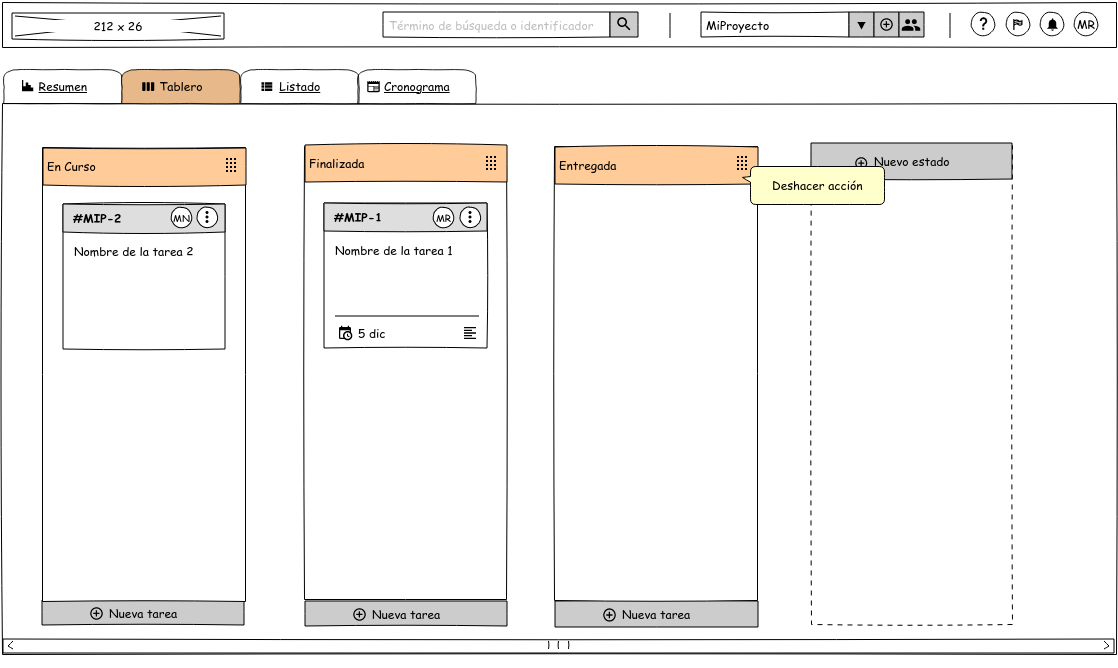 212 x 26
Término de búsqueda o identificador
MiProyecto
?
MR
Resumen
Tablero
Listado
Cronograma
En Curso
Finalizada
Entregada
Nuevo estado
Deshacer acción
#MIP-2
MN
#MIP-1
MR
Nombre de la tarea 2
Nombre de la tarea 1
5 dic
Nueva tarea
Nueva tarea
Nueva tarea